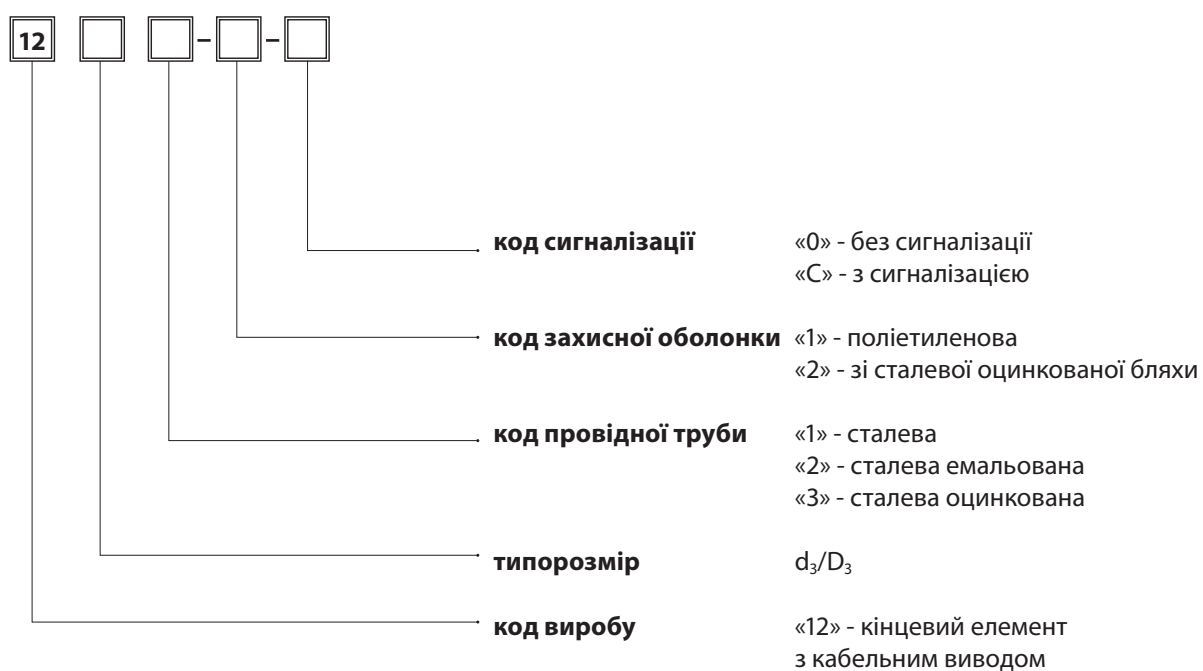 12 – –
код сигналізації «0» - без сигналізації
«С» - з сигналізацією
код захисної оболонки «1» - поліетиленова
«2» - зі сталевої оцинкованої бляхи
код провідної труби «1» - сталева
«2» - сталева емальована
«3» - сталева оцинкована
типорозмір d₃/D₃
код виробу «12» - кінцевий елемент
з кабельним виводом